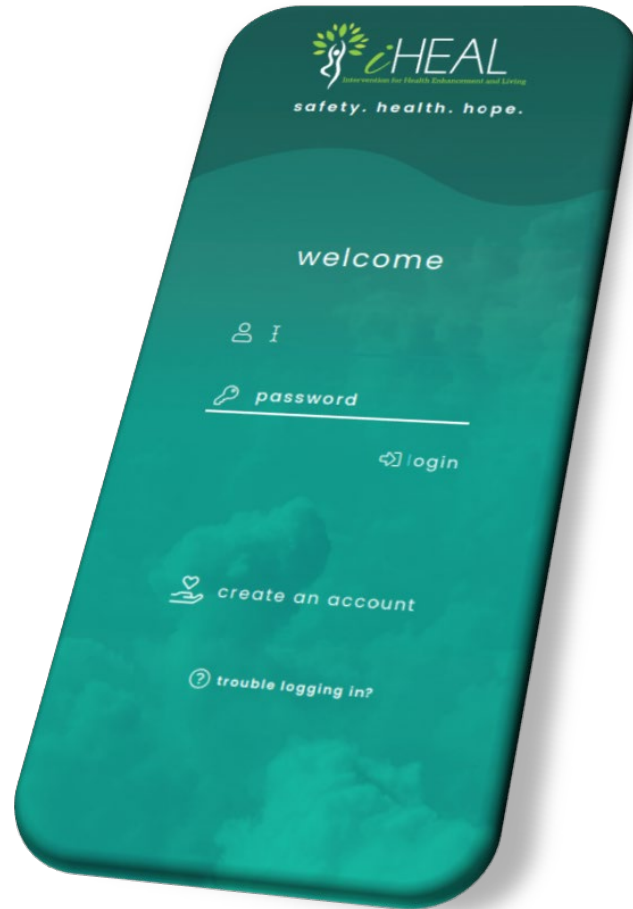 iHEAL
Intervention for Health Enhancement and Living
safety. health. hope.
welcome
password
login
create an account
? trouble logging in?